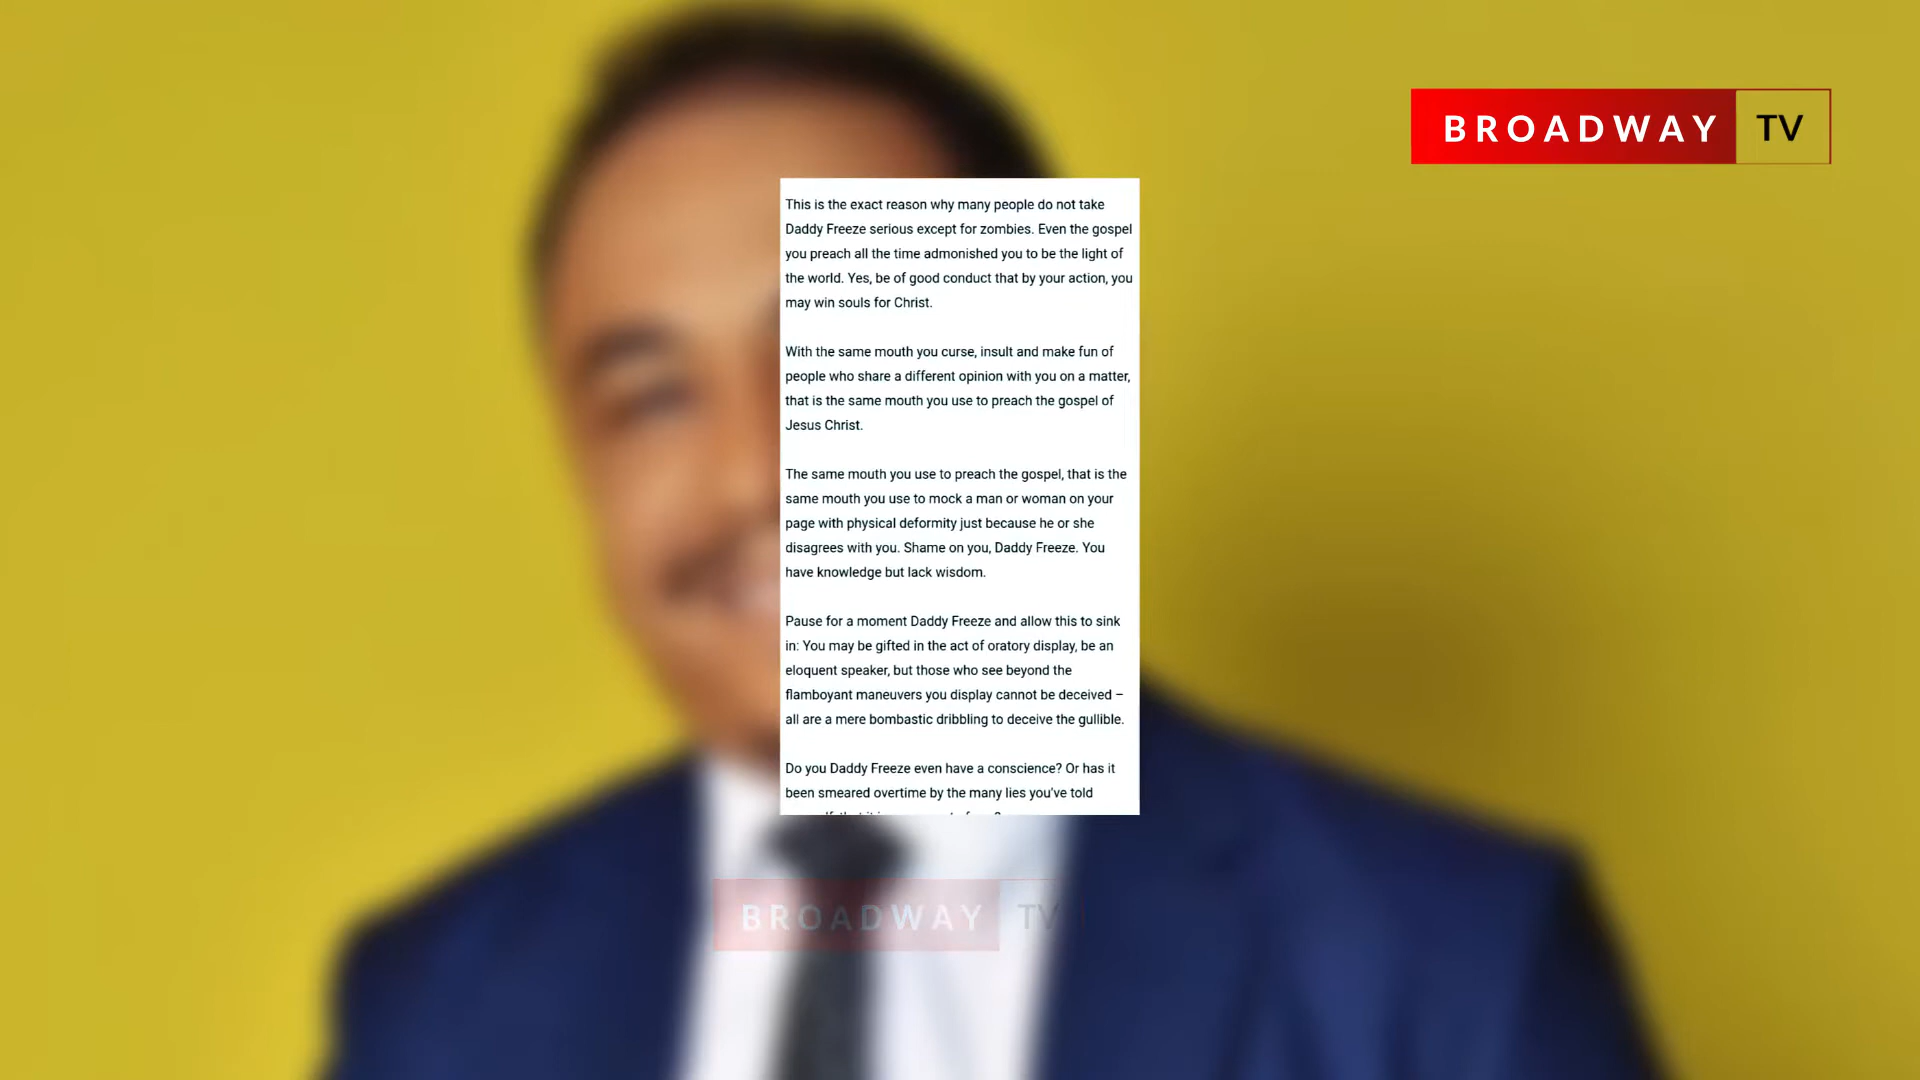 BROADWAY TV
This is the exact reason why many people do not take
Daddy Freeze serious except for zombies. Even the gospel
you preach all the time admonished you to be the light of
the world. Yes, be of good conduct that by your action, you
may win souls for Christ.
With the same mouth you curse, insult and make fun of
people who share a different opinion with you on a matter,
that is the same mouth you use to preach the gospel of
Jesus Christ.
The same mouth you use to preach the gospel, that is the
same mouth you use to mock a man or woman on your
page with physical deformity just because he or she
disagrees with you. Shame on you, Daddy Freeze. You
have knowledge but lack wisdom.
Pause for a moment Daddy Freeze and allow this to sink
in: You may be gifted in the act of oratory display, be an
eloquent speaker, but those who see beyond the
flamboyant maneuvers you display cannot be deceived –
all are a mere bombastic dribbling to deceive the gullible.
Do you Daddy Freeze even have a conscience? Or has it
been smeared overtime by the many lies you've told
BROADWAY TV